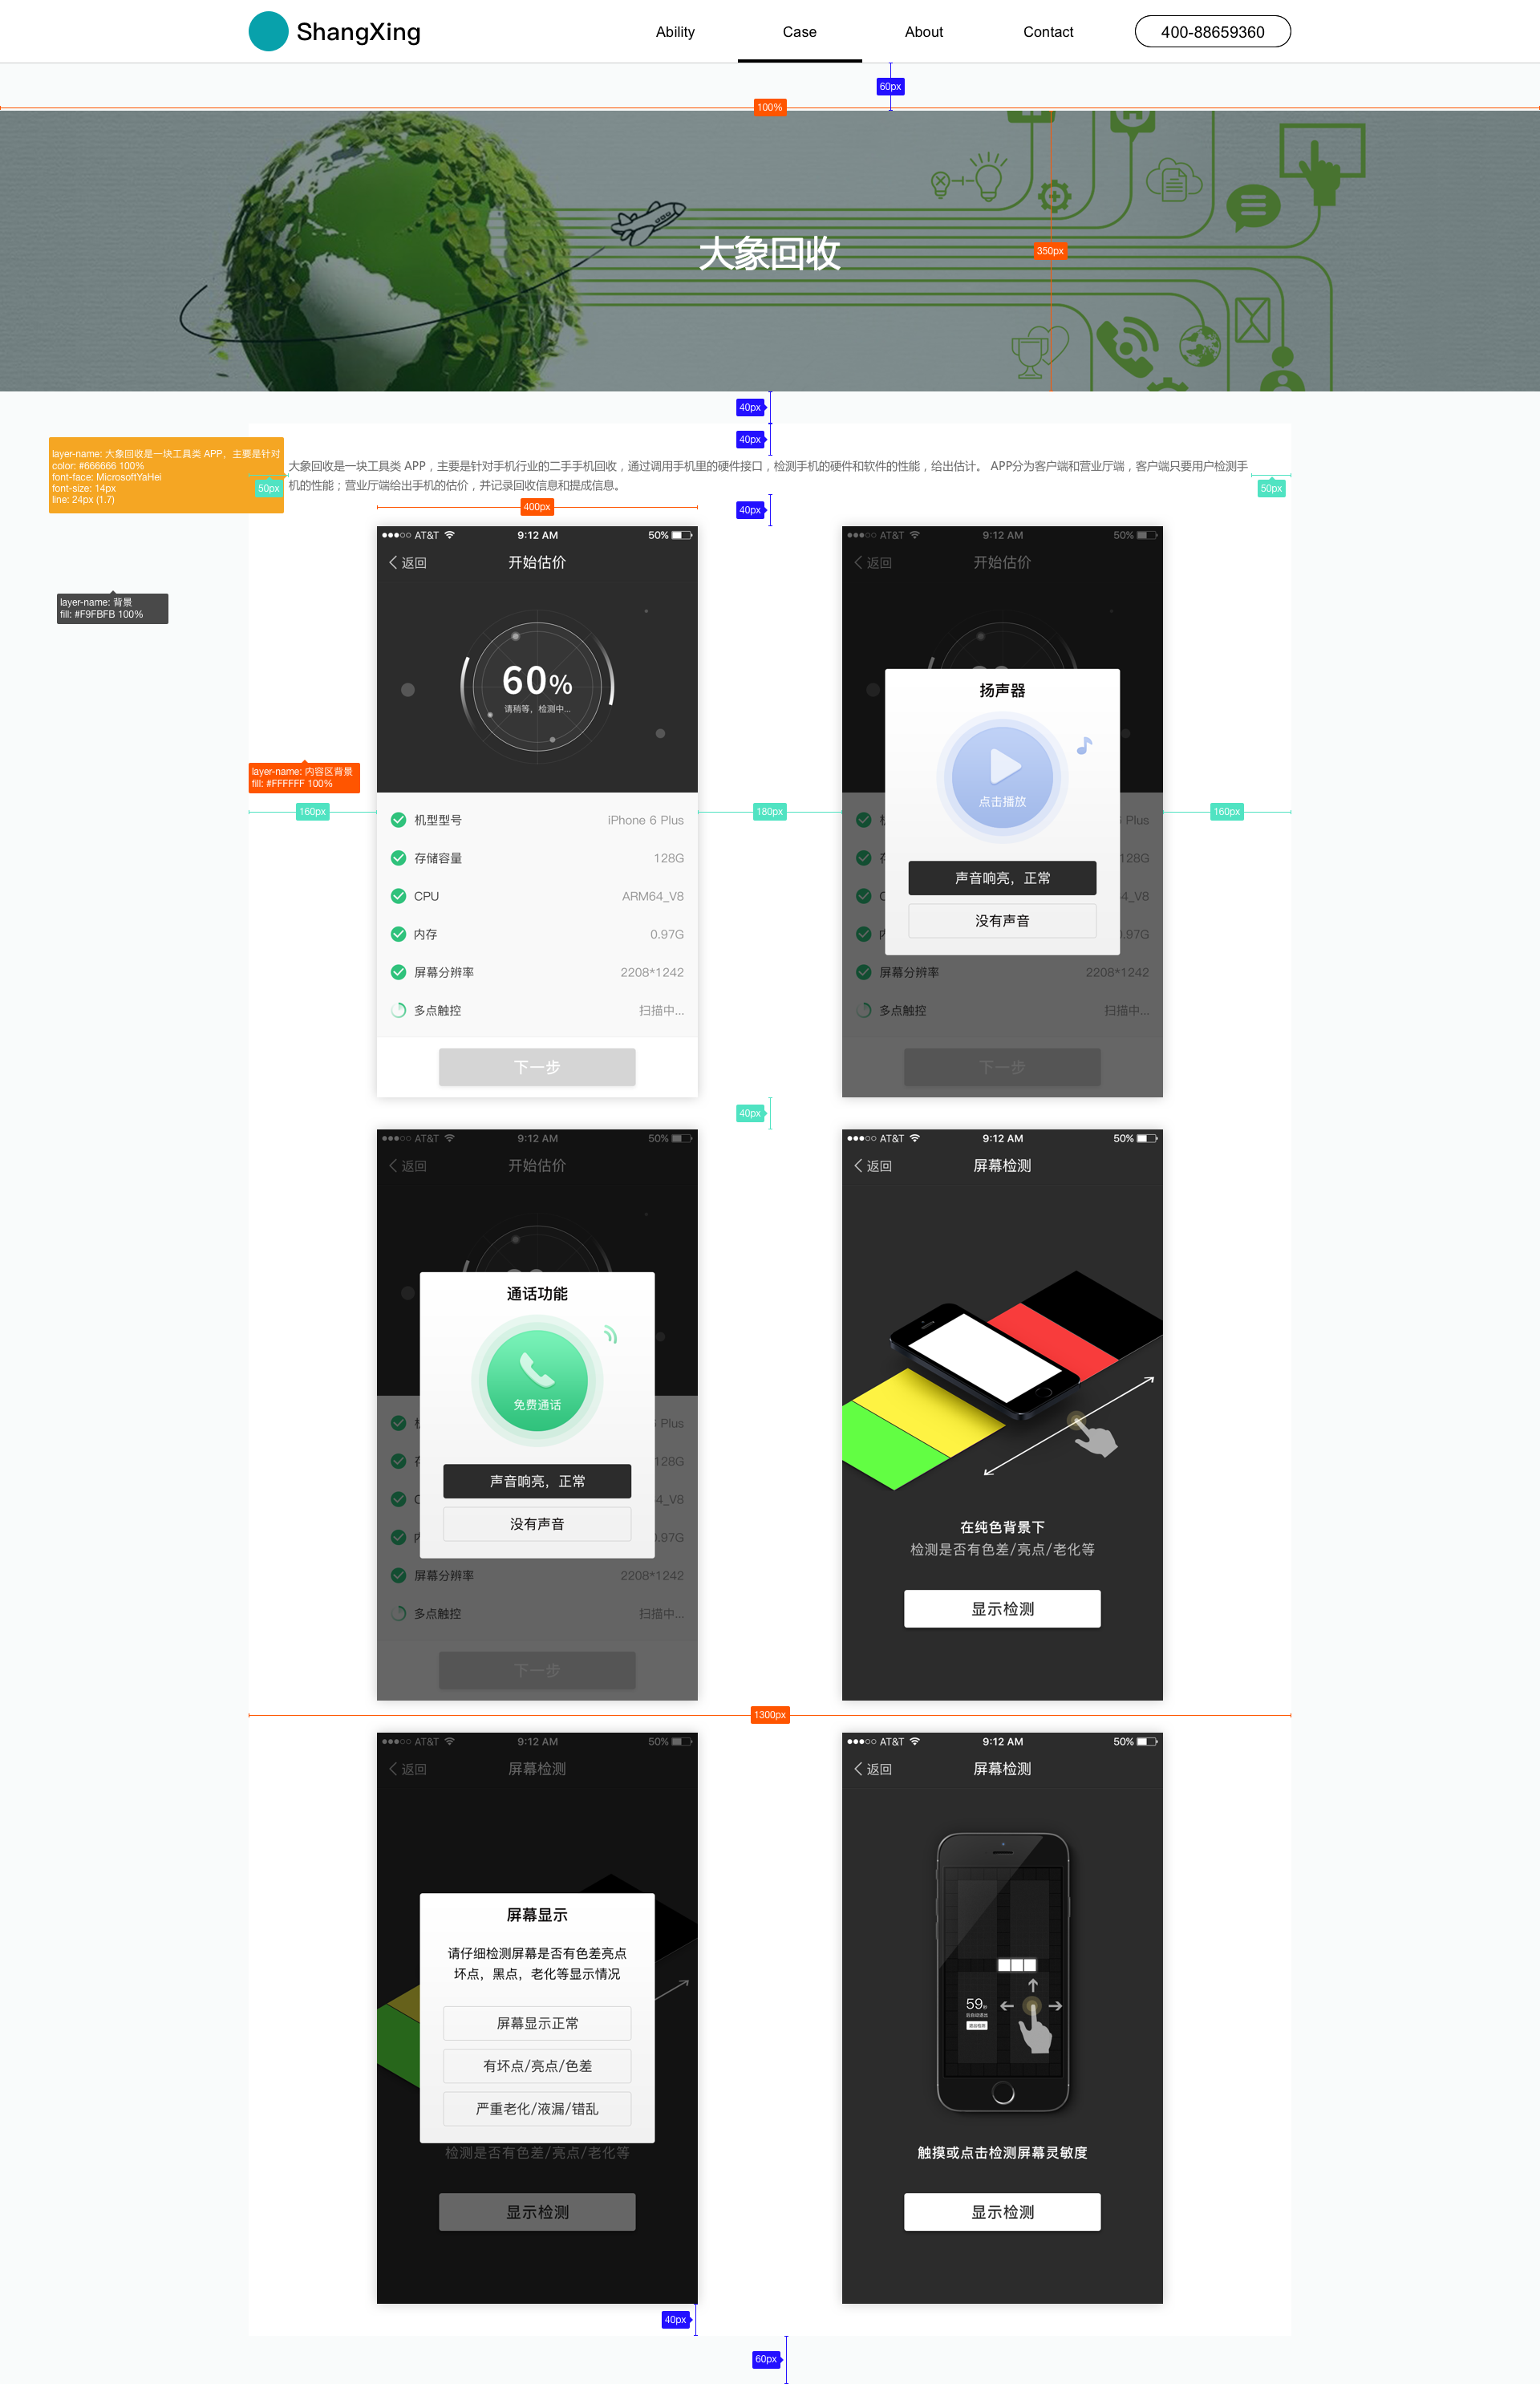 ShangXing
Ability
Case
About
Contact
400-88659360
60px
100%
大象回收
350px
40px
40px
layer-name: 大象回收是一块工具类 APP，主要是针对
color: #666666 100%
font-face: MicrosoftYaHei
font-size: 14px
line: 24px (1.7)
50px
大象回收是一块工具类 APP，主要是针对手机行业的二手手机回收，通过调用手机里的硬件接口，检测手机的硬件和软件的性能，给出估计。 APP分为客户端和营业厅端，客户端只要用户检测手
机的性能；营业厅端给出手机的估价，并记录回收信息和提成信息。
50px
400px
40px
layer-name: 背景
fill: #F9FBFB 100%
AT&T
9:12 AM
50%
返回
开始估价
60%
请稍等，检测中...
layer-name: 内容区背景
fill: #FFFFFF 100%
160px
180px
160px
机型型号
iPhone 6 Plus
存储容量
128G
CPU
ARM64_V8
内存
0.97G
屏幕分辨率
2208*1242
多点触控
扫描中...
下一步
AT&T
9:12 AM
50%
返回
开始估价
扬声器
点击播放
声音响亮，正常
没有声音
Plus
128G
4_V8
.97G
屏幕分辨率
2208*1242
多点触控
扫描中...
下一步
40px
AT&T
9:12 AM
50%
返回
开始估价
通话功能
免费通话
声音响亮，正常
没有声音
Plus
128G
4_V8
.97G
屏幕分辨率
2208*1242
多点触控
扫描中...
下一步
AT&T
9:12 AM
50%
返回
屏幕检测
在纯色背景下
检测是否有色差/亮点/老化等
显示检测
1300px
AT&T
9:12 AM
50%
返回
屏幕检测
屏幕显示
请仔细检测屏幕是否有色差亮点
坏点，黑点，老化等显示情况
屏幕显示正常
有坏点/亮点/色差
严重老化/液漏/错乱
检测是否有色差/亮点/老化等
显示检测
AT&T
9:12 AM
50%
返回
屏幕检测
59
触摸或点击检测屏幕灵敏度
显示检测
40px
60px